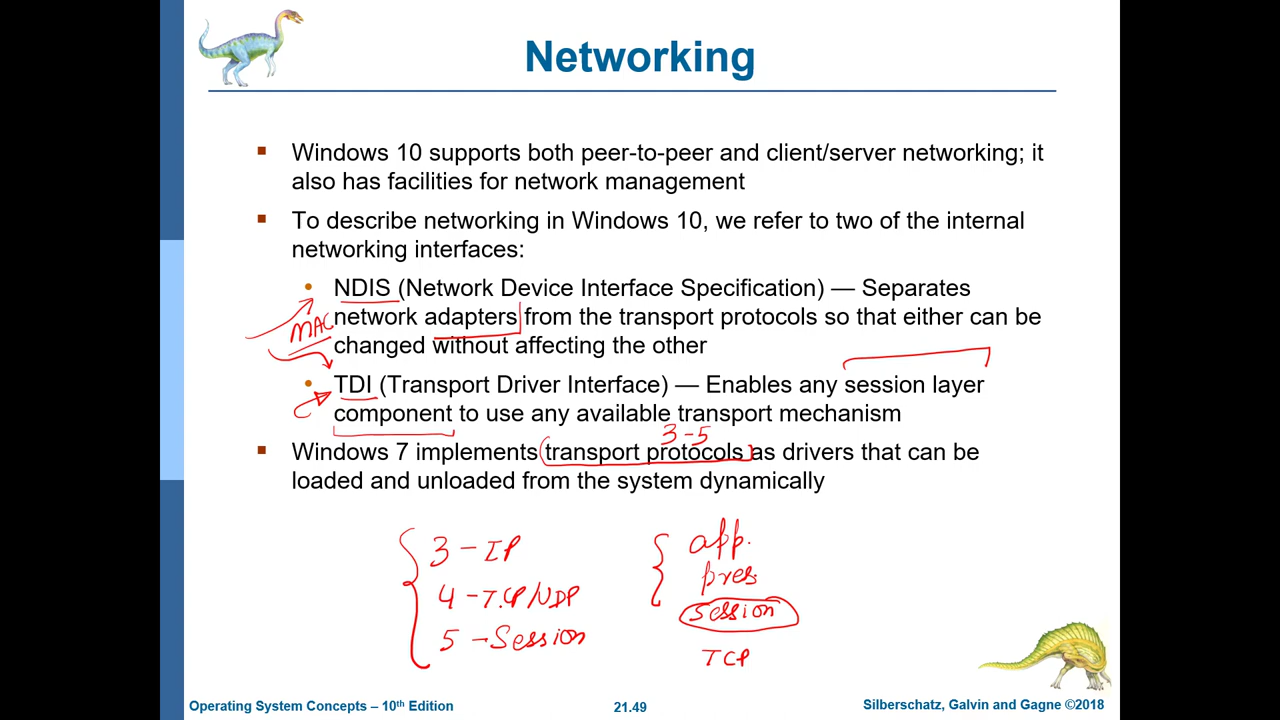 Networking
▪ Windows 10 supports both peer-to-peer and client/server networking; it
also has facilities for network management
▪ To describe networking in Windows 10, we refer to two of the internal
networking interfaces:
• NDIS (Network Device Interface Specification) — Separates
MAC network adapters from the transport protocols so that either can be
changed without affecting the other
• TDI (Transport Driver Interface) — Enables any session layer
component to use any available transport mechanism
3-5
▪ Windows 7 implements transport protocols as drivers that can be
loaded and unloaded from the system dynamically
3 - IP
4 - TCP/UDP
5 - Session
app.
pres
session
TCP
Operating System Concepts – 10th Edition
21.49
Silberschatz, Galvin and Gagne ©2018